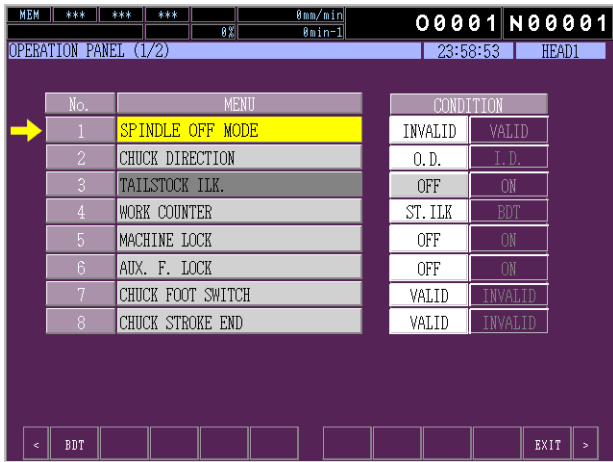 MEM *** *** *** 0mm/min O0001 N00001
0% 0min-1
OPERATION PANEL (1/2) 23:58:53 HEAD1
No. MENU CONDITION
1 SPINDLE OFF MODE INVALID VALID
2 CHUCK DIRECTION O.D. I.D.
3 TAILSTOCK ILK. OFF ON
4 WORK COUNTER ST.ILK BDT
5 MACHINE LOCK OFF ON
6 AUX. F. LOCK OFF ON
7 CHUCK FOOT SWITCH VALID INVALID
8 CHUCK STROKE END VALID INVALID
< BDT EXIT >